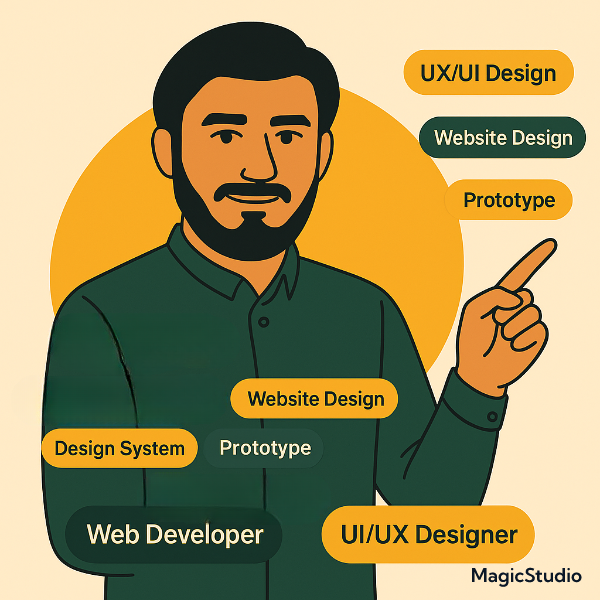 UX/UI Design
Website Design
Prototype
Website Design
Design System
Prototype
Web Developer
UI/UX Designer
MagicStudio